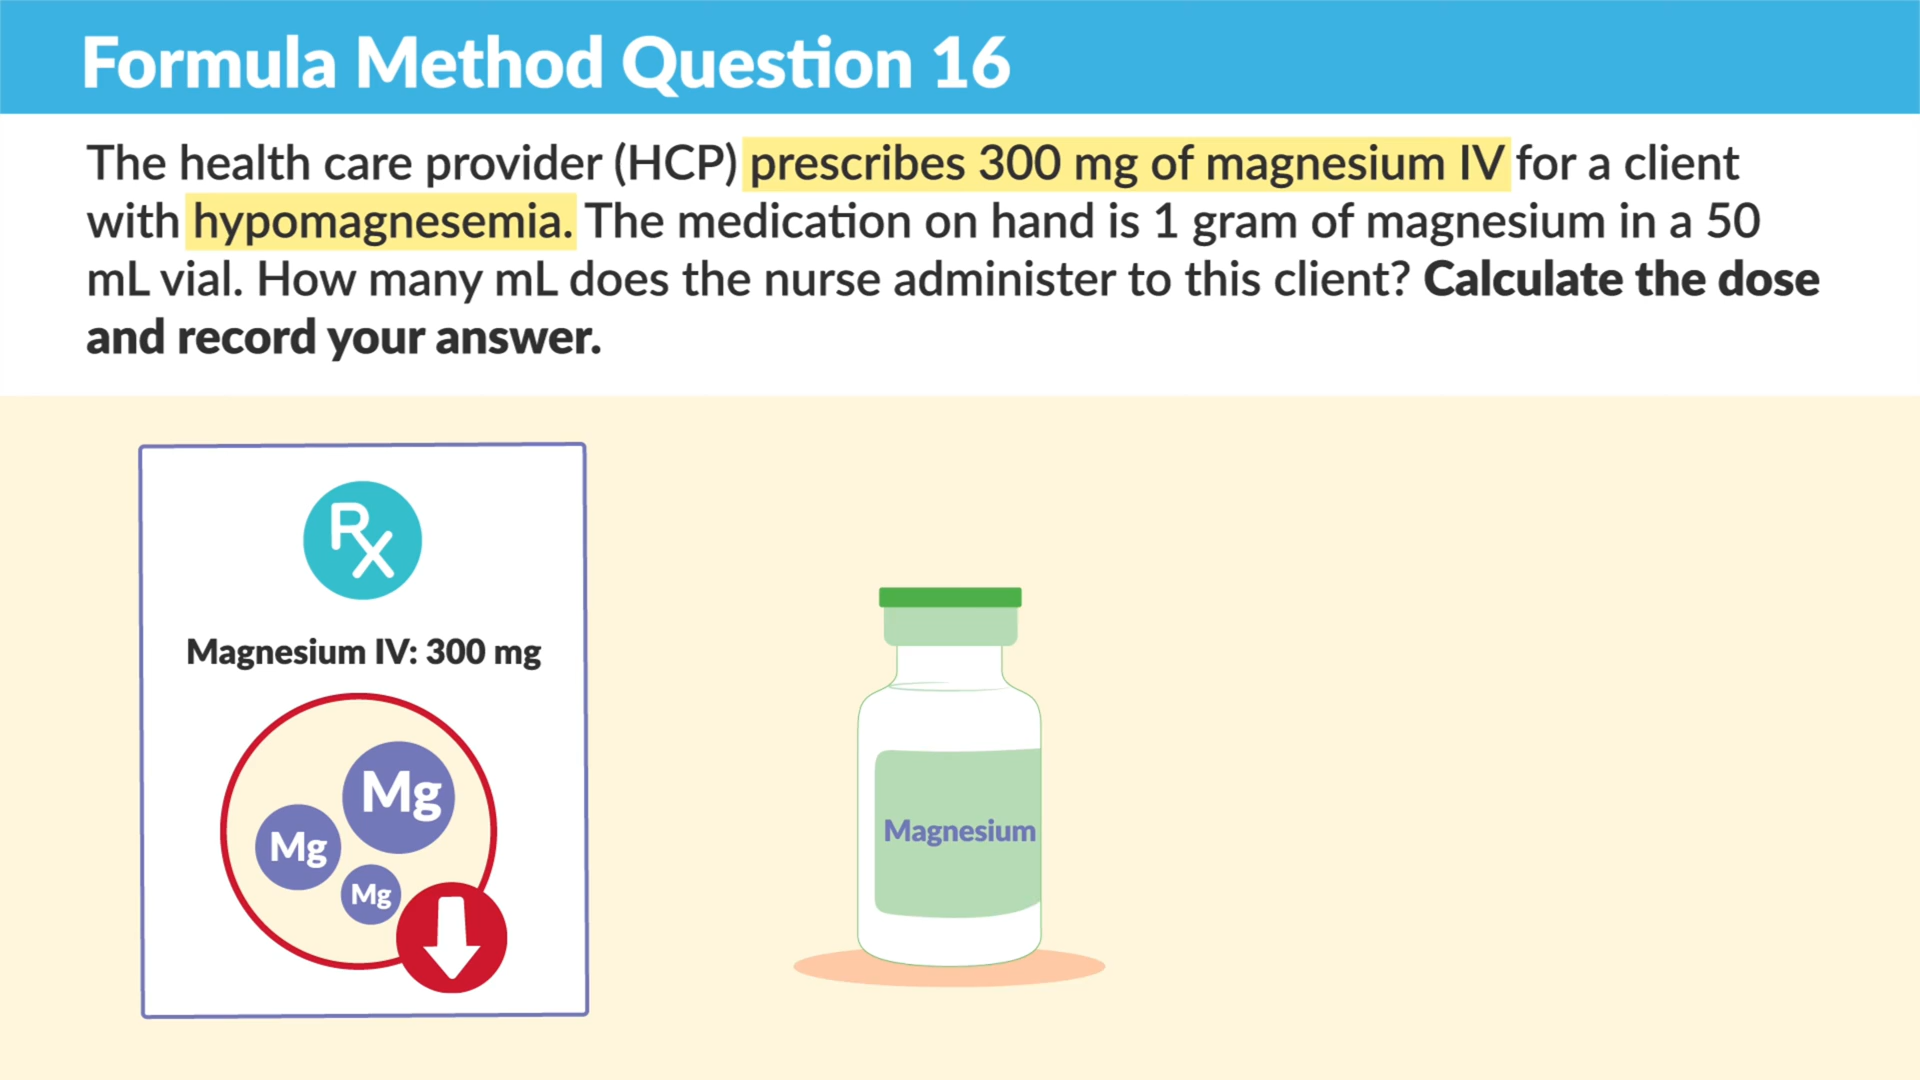 Formula Method Question 16
The health care provider (HCP) prescribes 300 mg of magnesium IV for a client
with hypomagnesemia. The medication on hand is 1 gram of magnesium in a 50
mL vial. How many mL does the nurse administer to this client? Calculate the dose
and record your answer.
Rx
Magnesium IV: 300 mg
Mg
Mg
Mg
Magnesium